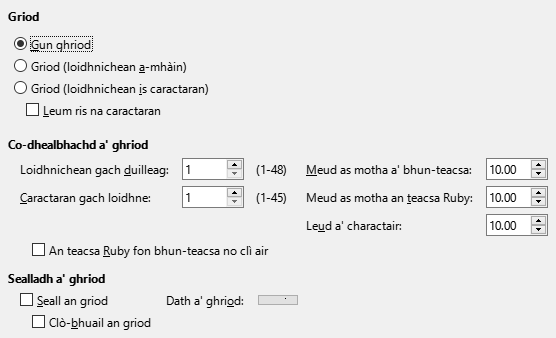 Griod
Gun ghriod
Griod (loidhnichean a-mhàin)
Griod (loidhnichean is caractaran)
Leum ris na caractaran
Co-dhealbhachd a' ghriod
Loidhnichean gach duilleag: 1 (1-48) Meud as motha a' bhun-teacsa: 10.00
Caractaran gach loidhne: 1 (1-45) Meud as motha an teacsa Ruby: 10.00
Leud a' charactair: 10.00
An teacsa Ruby fon bhun-teacsa no clì air
Sealladh a' ghriod
Seall an griod Dath a' ghriod:
Clò-bhuail an griod